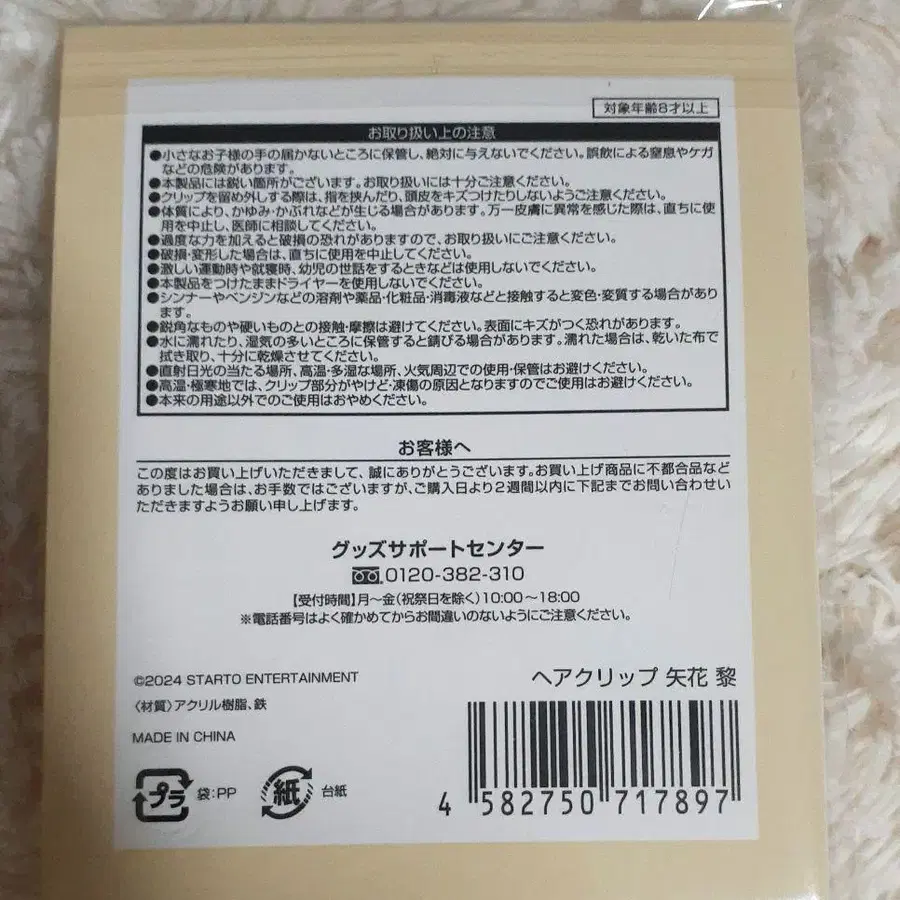 対象年齢8才以上
お取り扱い上の注意
●小さなお子様の手の届かないところに保管し、絶対に与えないでください。誤飲による窒息やケガ
などの危険があります。
●本製品には鋭い箇所がございます。お取り扱いには十分ご注意ください。
●クリップを留め外しする際は、指を挟んだり、頭皮をキズつけたりしないようご注意ください。
●体質により、かゆみ・かぶれなどが生じる場合があります。万一皮膚に異常を感じた際は、直ちに使
用を中止し、医師に相談してください。
●過度な力を加えると破損の恐れがありますので、お取り扱いにご注意ください。
●破損・変形した場合は、直ちに使用を中止してください。
●激しい運動時や就寝時、幼児の世話をするときなどは使用しないでください。
●本製品をつけたままドライヤーを使用しないでください。
●シンナーやベンジンなどの溶剤や薬品・化粧品・消毒液などと接触すると変色・変質する場合があり
ます。
●鋭角なものや硬いものとの接触・摩擦は避けてください。表面にキズがつく恐れがあります。
●水に濡れたり、湿気の多いところに保管すると錆びる場合があります。濡れた場合は、乾いた布で
拭き取り、十分に乾燥させてください。
●直射日光の当たる場所、高温・多湿な場所、火気周辺での使用・保管はお避けください。
●高温・極寒地では、クリップ部分がやけど・凍傷の原因となりますのでご使用はお避けください。
●本来の用途以外でのご使用はおやめください。
お客様へ
この度はお買い上げいただきまして、誠にありがとうございます。お買い上げ商品に不都合品など
ありました場合は、お手数ではございますが、ご購入日より2週間以内に下記までお問い合わせい
ただきますようお願い申し上げます。
グッズサポートセンター
0120-382-310
【受付時間】月〜金(祝祭日を除く)10:00〜18:00
※電話番号はよく確かめてからお間違いのないようにご注意ください。
©2024 STARTO ENTERTAINMENT
ヘアクリップ 矢花 黎
〈材質〉アクリル樹脂、鉄
MADE IN CHINA
プラ 袋:PP 紙 台紙
4 582750 717897